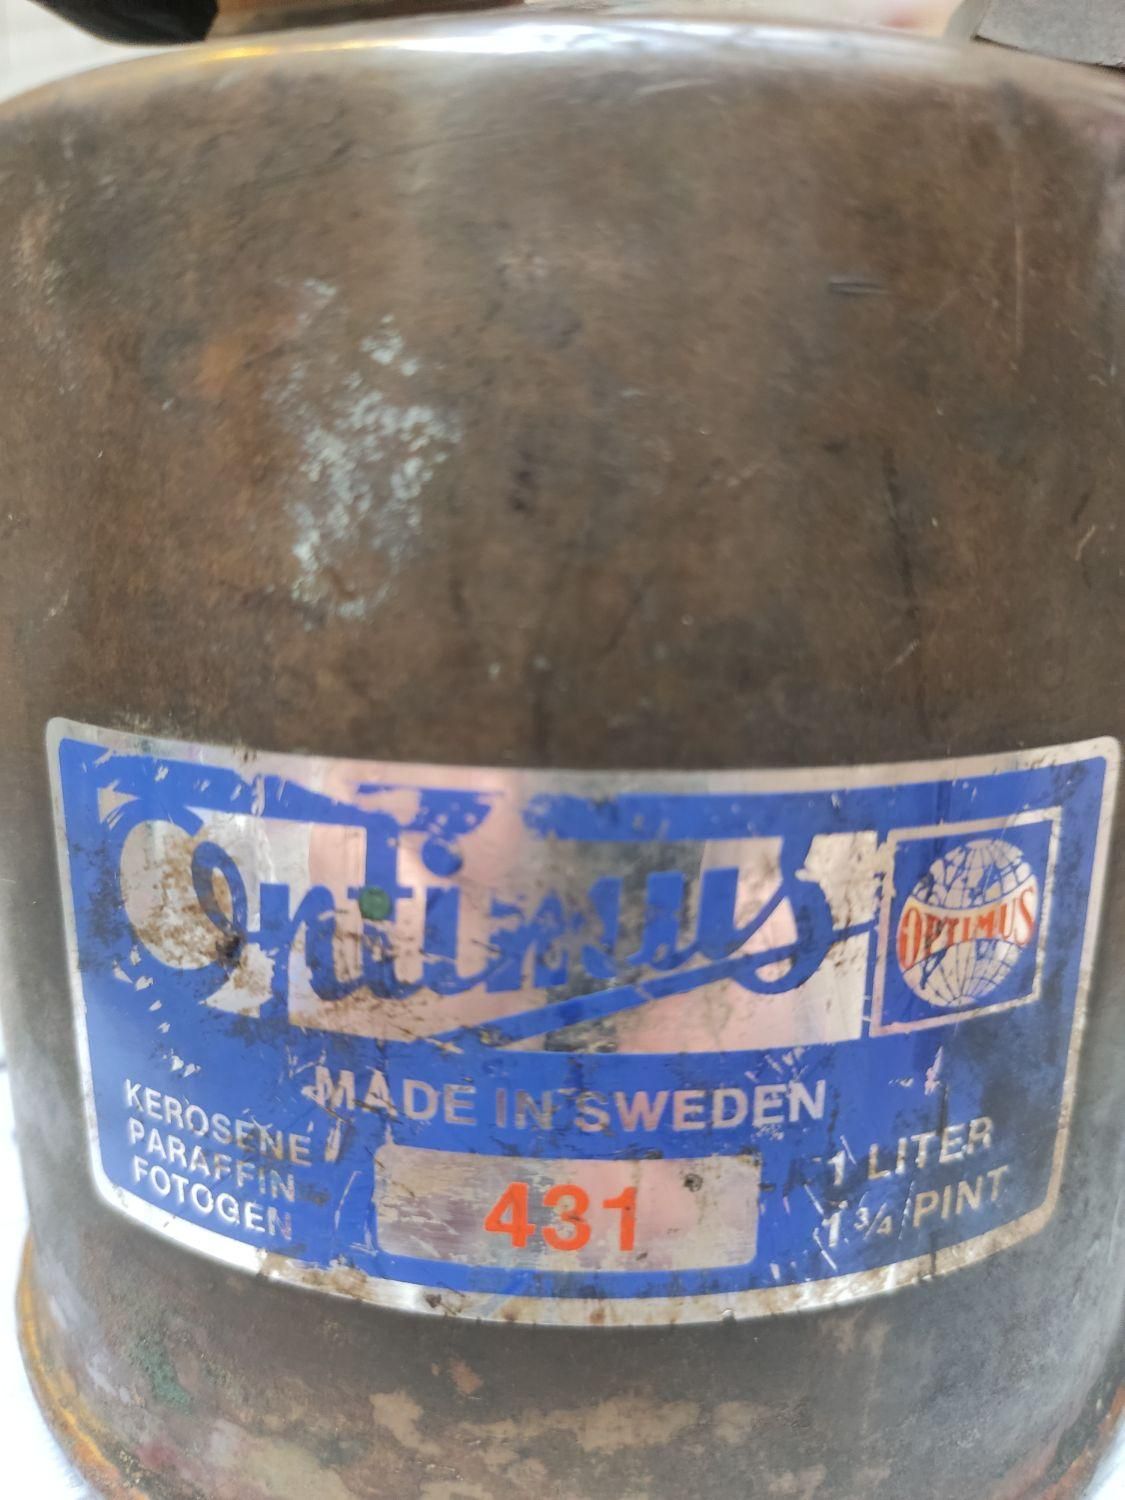 Optimus
OPTIMUS
MADE IN SWEDEN
KEROSENE
PARAFFIN
FOTOGEN
431
1 LITER
1 3/4 PINT